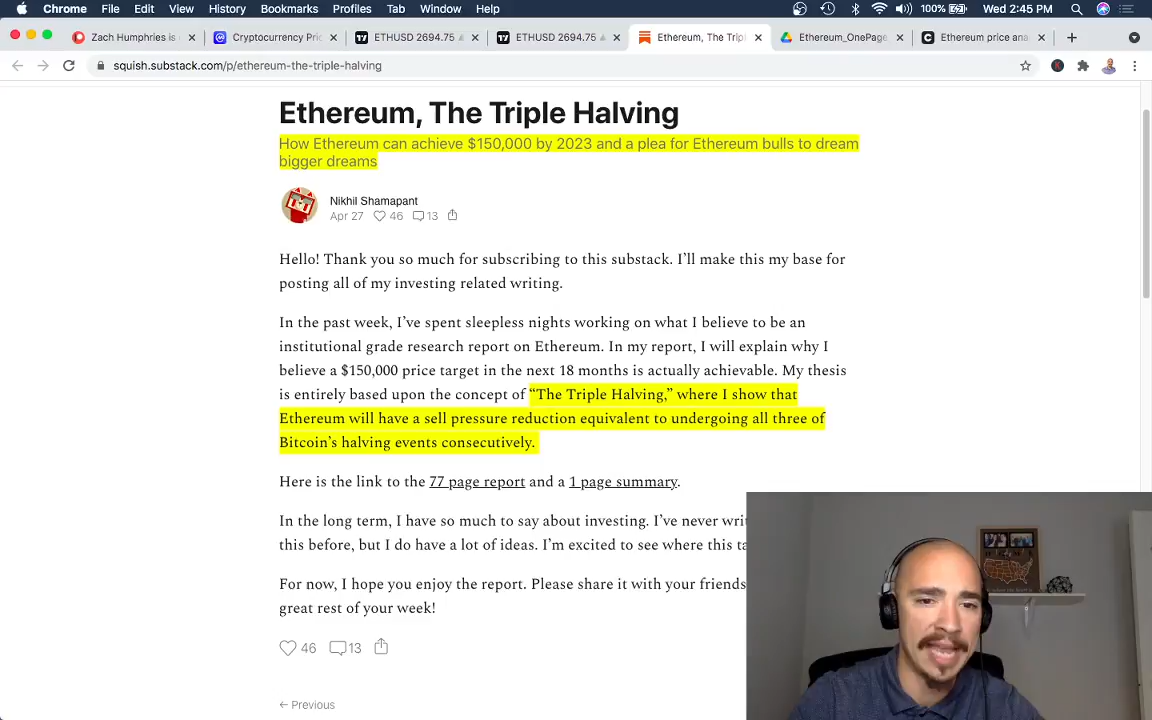 Chrome File Edit View History Bookmarks Profiles Tab Window Help 100% Wed 2:45 PM
Zach Humphries is Cryptocurrency Pric ETHUSD 2694.75 ETHUSD 2694.75 Ethereum, The Tripl Ethereum_OnePage Ethereum price ana
squish.substack.com/p/ethereum-the-triple-halving
Ethereum, The Triple Halving
How Ethereum can achieve $150,000 by 2023 and a plea for Ethereum bulls to dream
bigger dreams
Nikhil Shamapant
Apr 27 46 13
Hello! Thank you so much for subscribing to this substack. I’ll make this my base for
posting all of my investing related writing.
In the past week, I’ve spent sleepless nights working on what I believe to be an
institutional grade research report on Ethereum. In my report, I will explain why I
believe a $150,000 price target in the next 18 months is actually achievable. My thesis
is entirely based upon the concept of “The Triple Halving,” where I show that
Ethereum will have a sell pressure reduction equivalent to undergoing all three of
Bitcoin’s halving events consecutively.
Here is the link to the 77 page report and a 1 page summary.
In the long term, I have so much to say about investing. I’ve never wri
this before, but I do have a lot of ideas. I’m excited to see where this ta
For now, I hope you enjoy the report. Please share it with your friends
great rest of your week!
46 13
← Previous